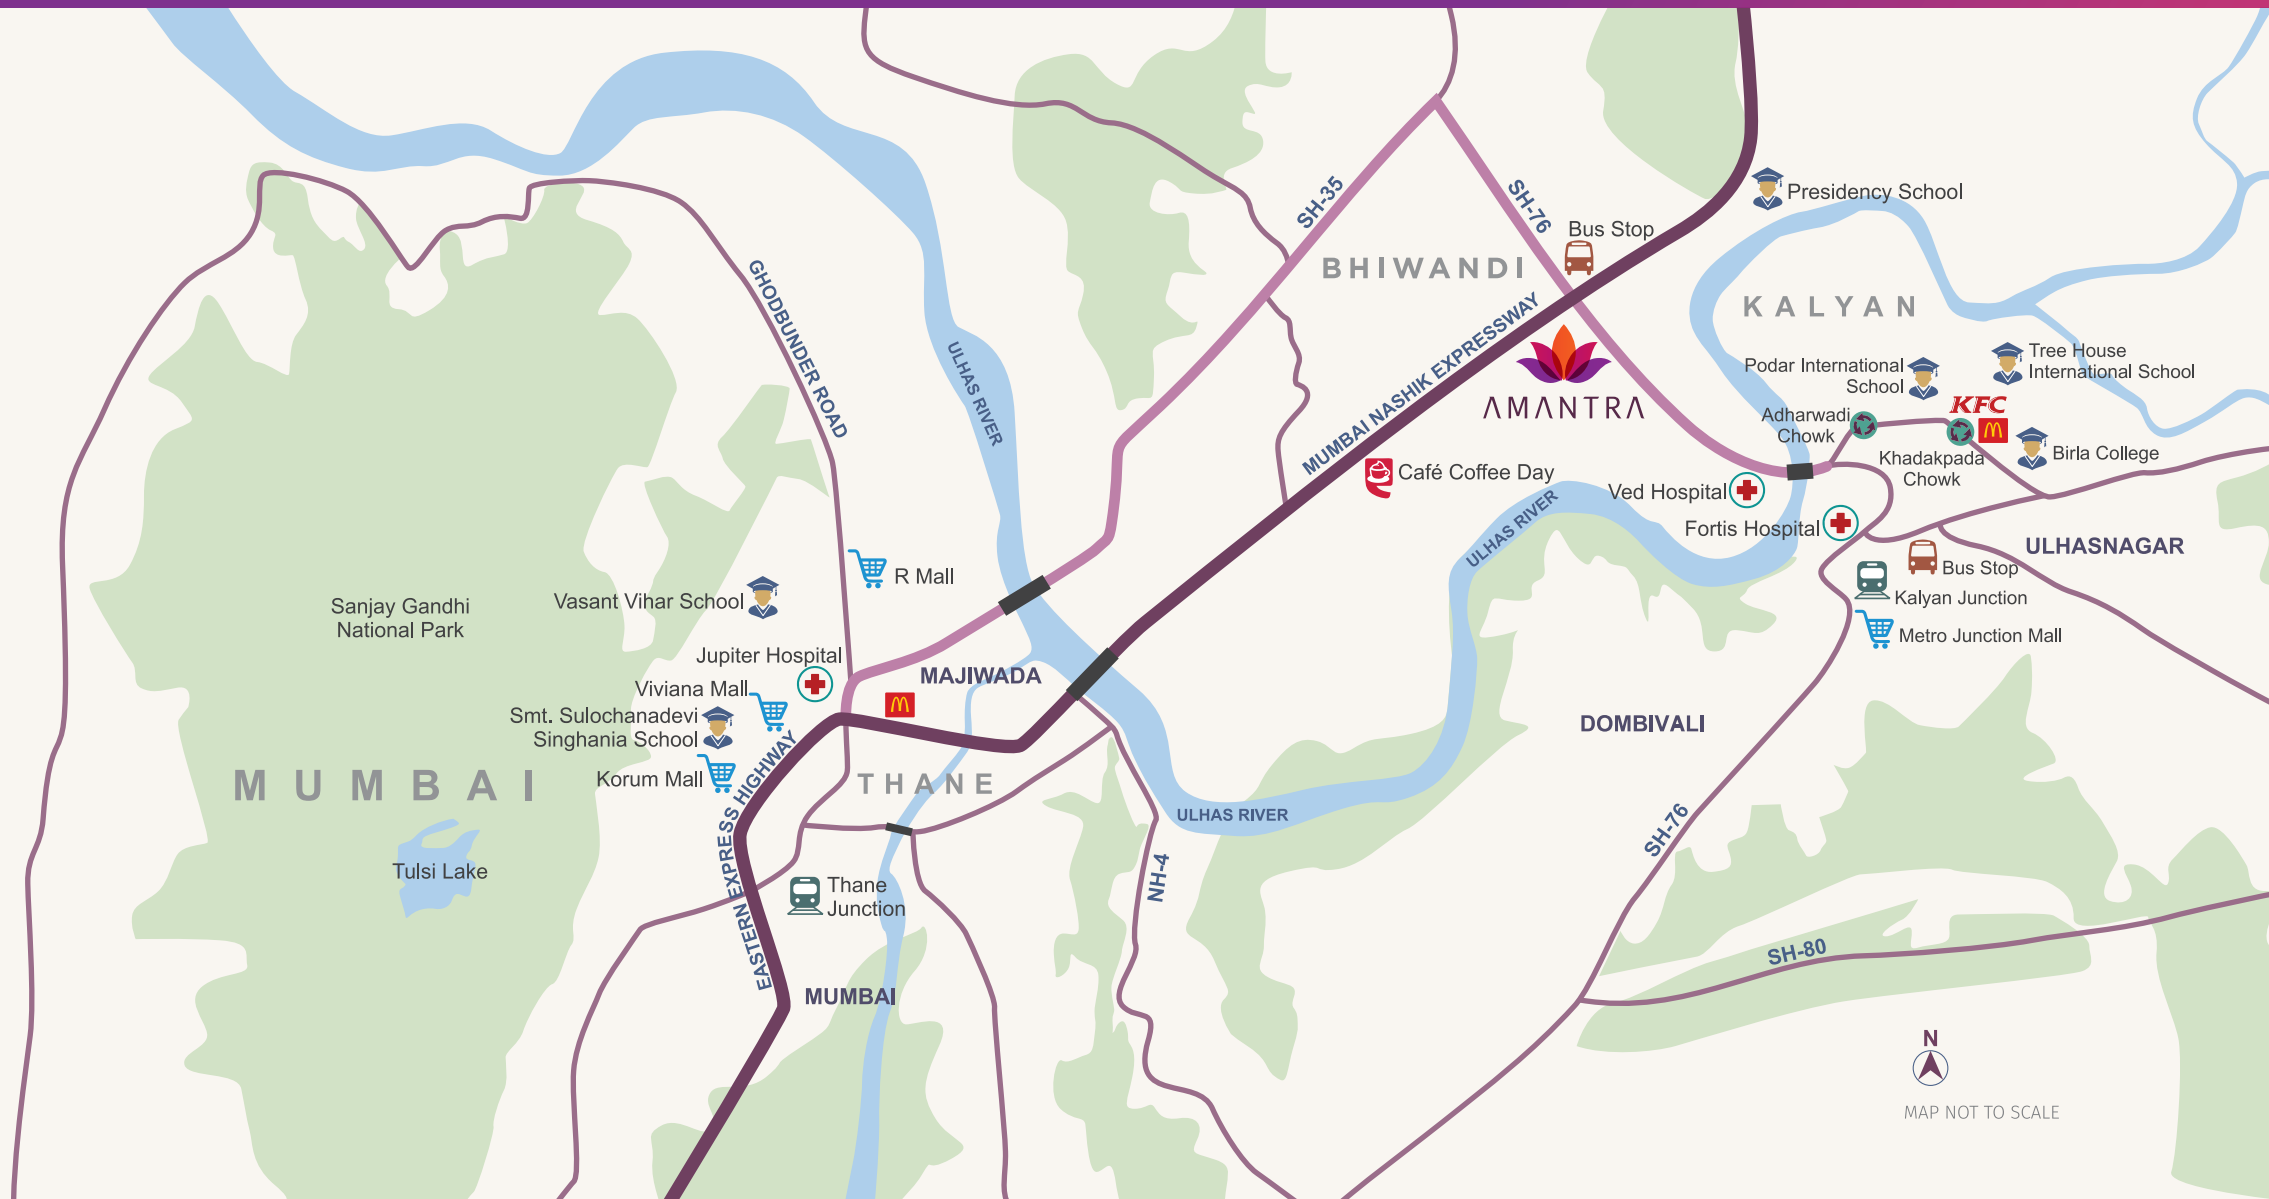 Presidency School
SH-35
SH-76
Bus Stop
BHIWANDI
KALYAN
GHODBUNDER ROAD
ULHAS RIVER
MUMBAI NASHIK EXPRESSWAY
AMANTRA
Podar International
School
Tree House
International School
KFC
Adharwadi
Chowk
Khadakpada
Chowk
Birla College
Café Coffee Day
Ved Hospital
Fortis Hospital
ULHAS RIVER
ULHASNAGAR
Bus Stop
Kalyan Junction
Metro Junction Mall
R Mall
Vasant Vihar School
Sanjay Gandhi
National Park
Jupiter Hospital
MAJIWADA
Viviana Mall
Smt. Sulochanadevi
Singhania School
Korum Mall
MUMBAI
THANE
EASTERN EXPRESS HIGHWAY
DOMBIVALI
ULHAS RIVER
SH-76
Tulsi Lake
NH-4
Thane
Junction
MUMBAI
SH-80
N
MAP NOT TO SCALE